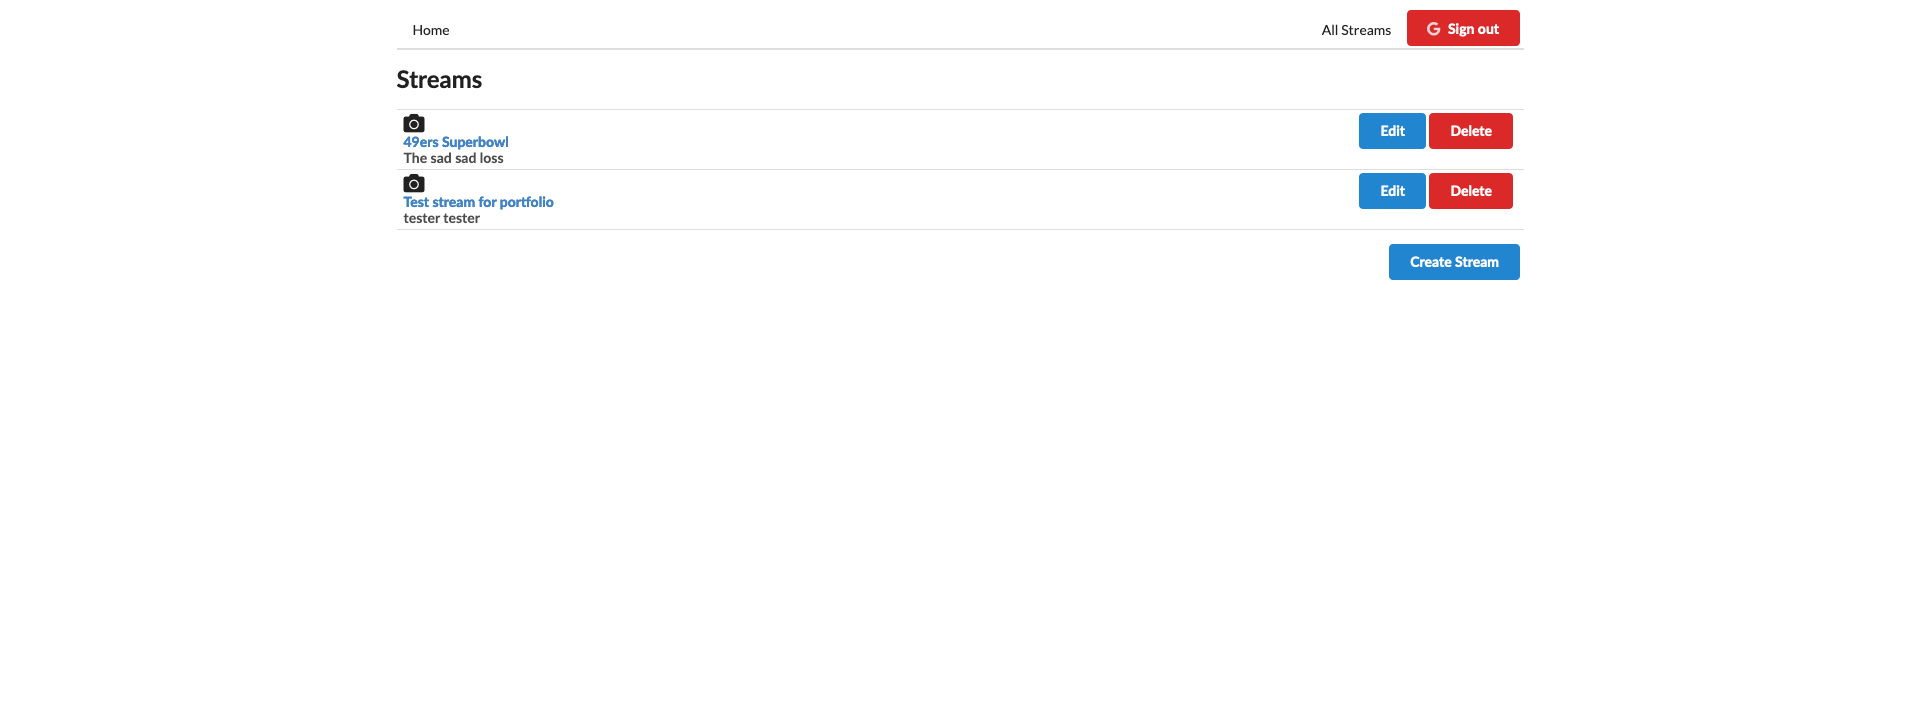 Home
All Streams
Sign out
Streams
49ers Superbowl
The sad sad loss
Edit
Delete
Test stream for portfolio
tester tester
Edit
Delete
Create Stream